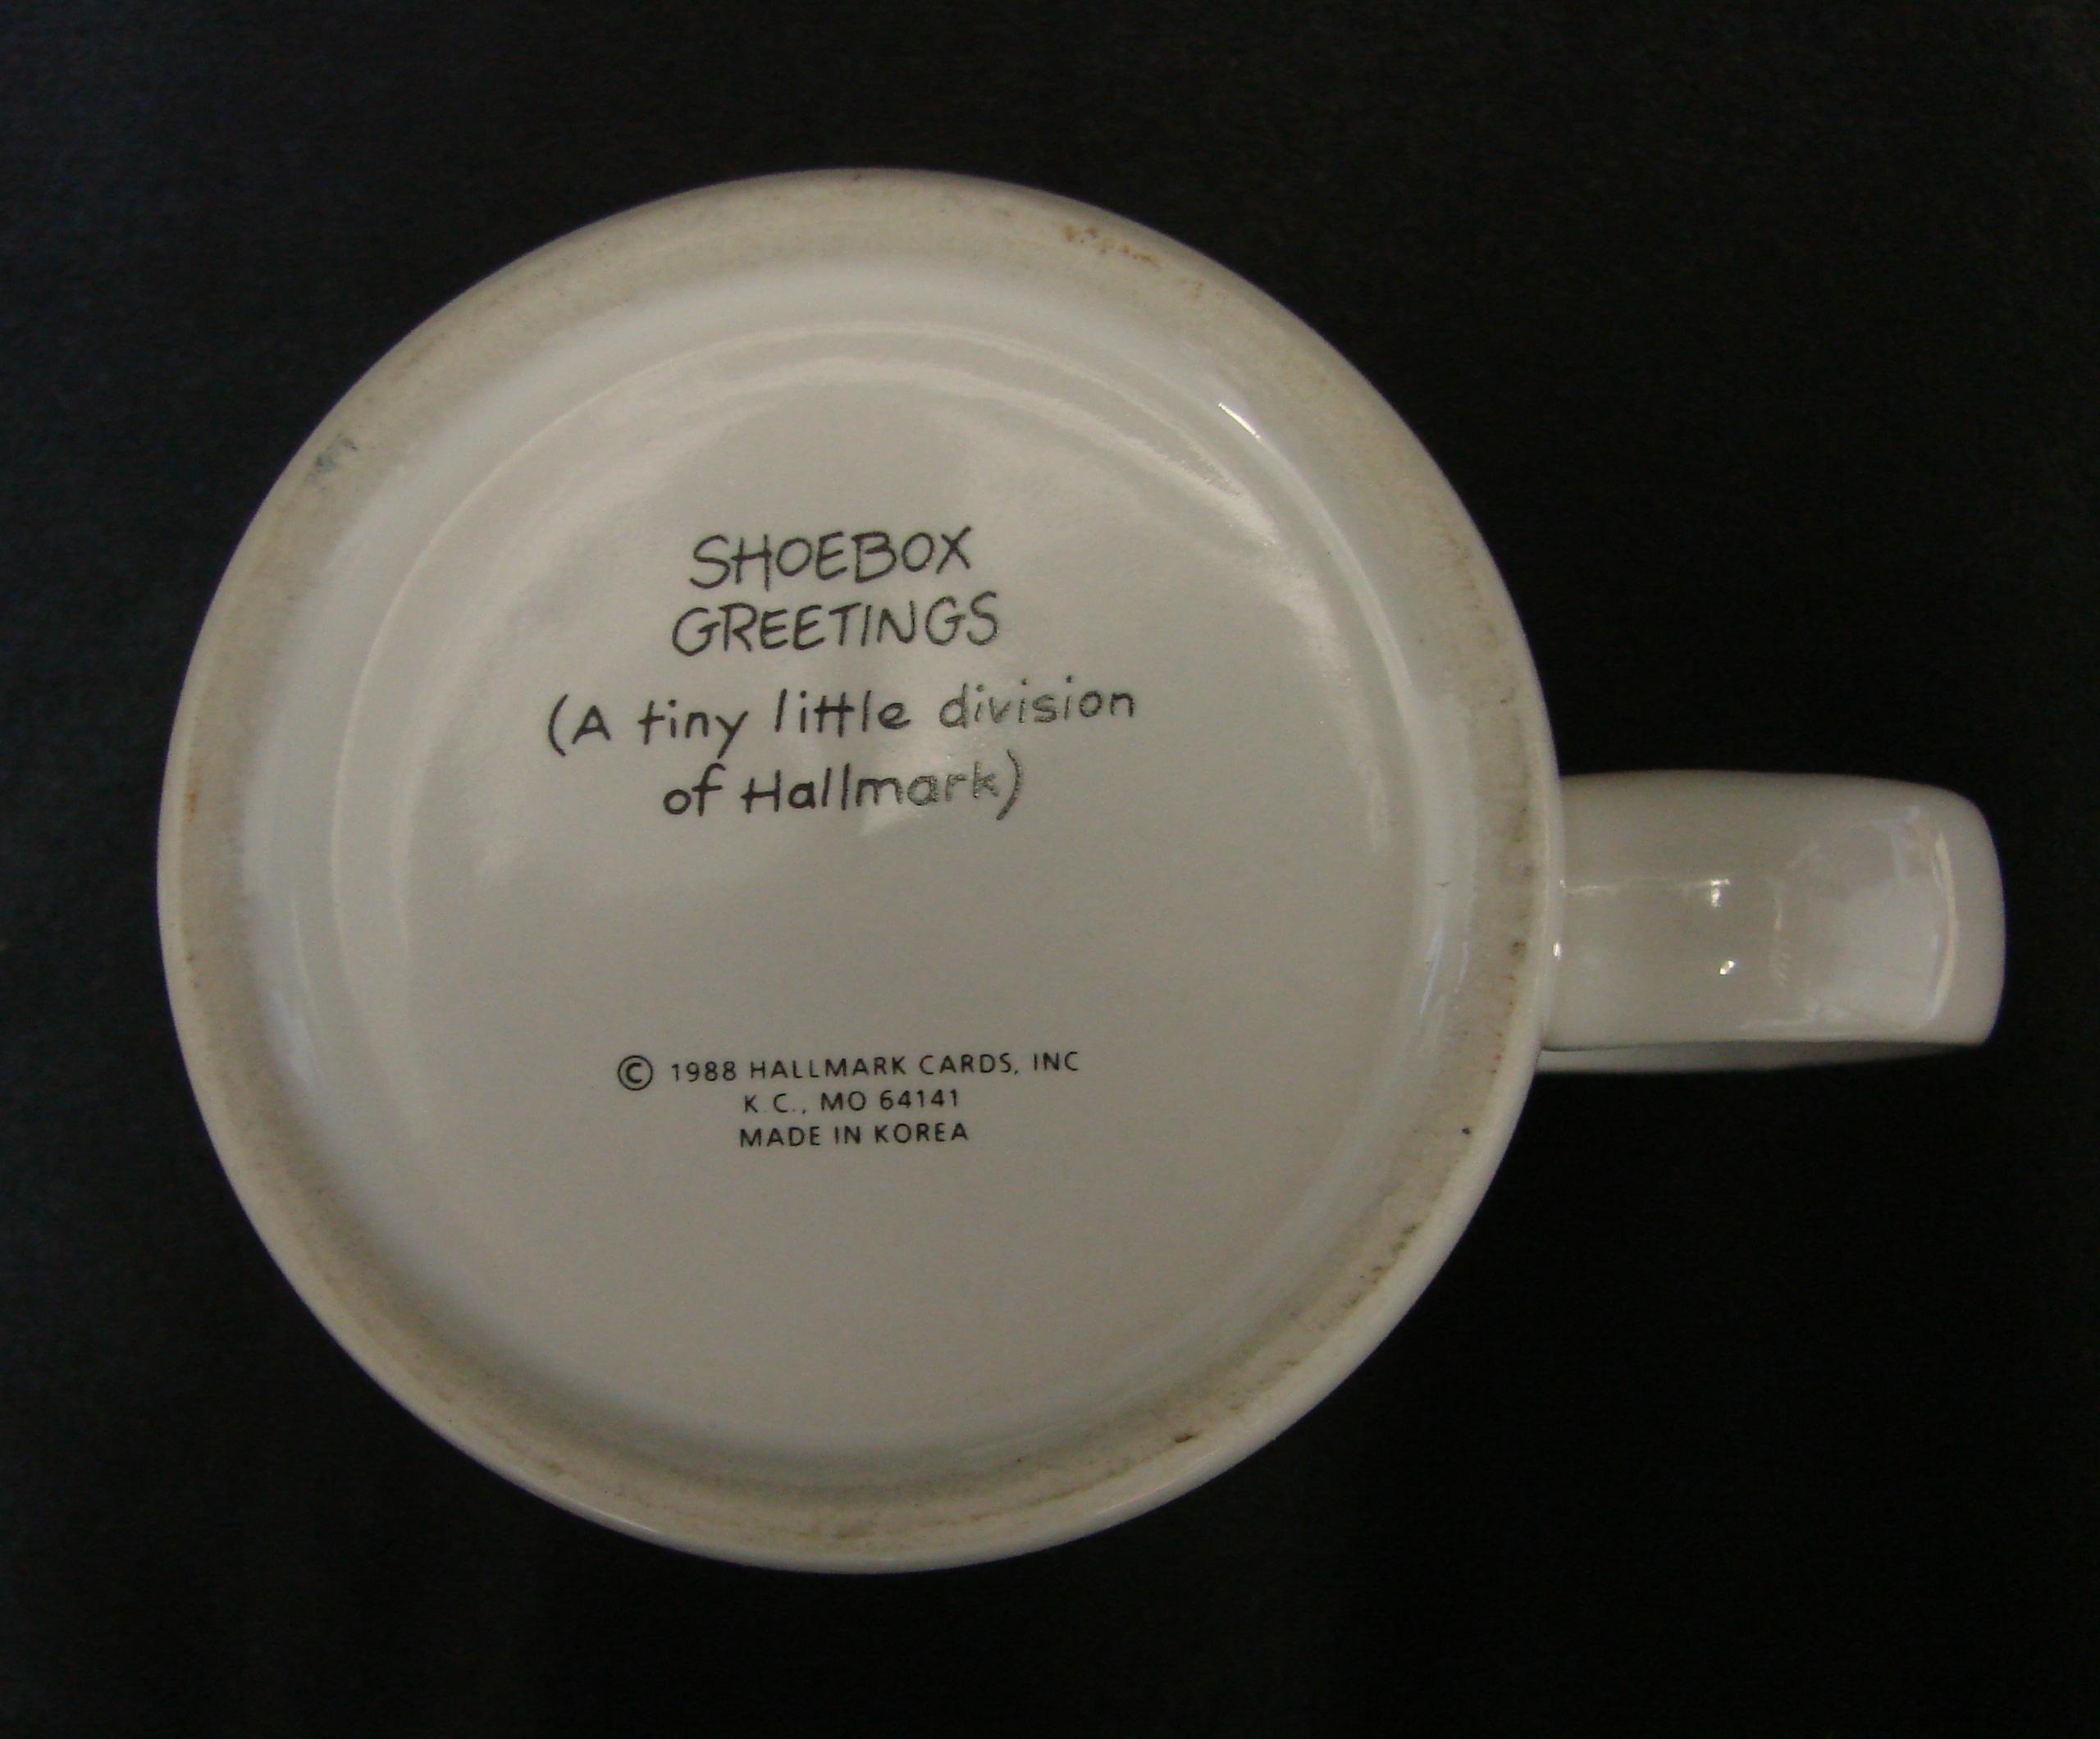 SHOEBOX
GREETINGS
(A tiny little division
of Hallmark)
© 1988 HALLMARK CARDS, INC
K.C., MO 64141
MADE IN KOREA